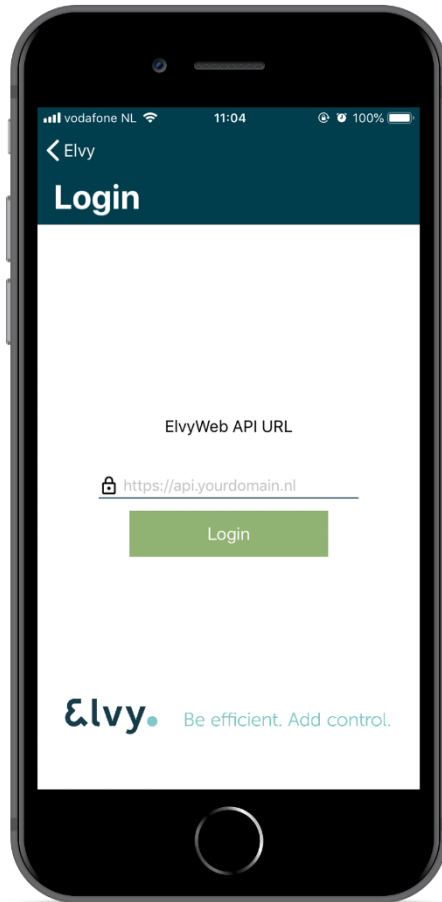 vodafone NL 11:04 100%
Elvy
Login
ElvyWeb API URL
https://api.yourdomain.nl
Login
Elvy. Be efficient. Add control.